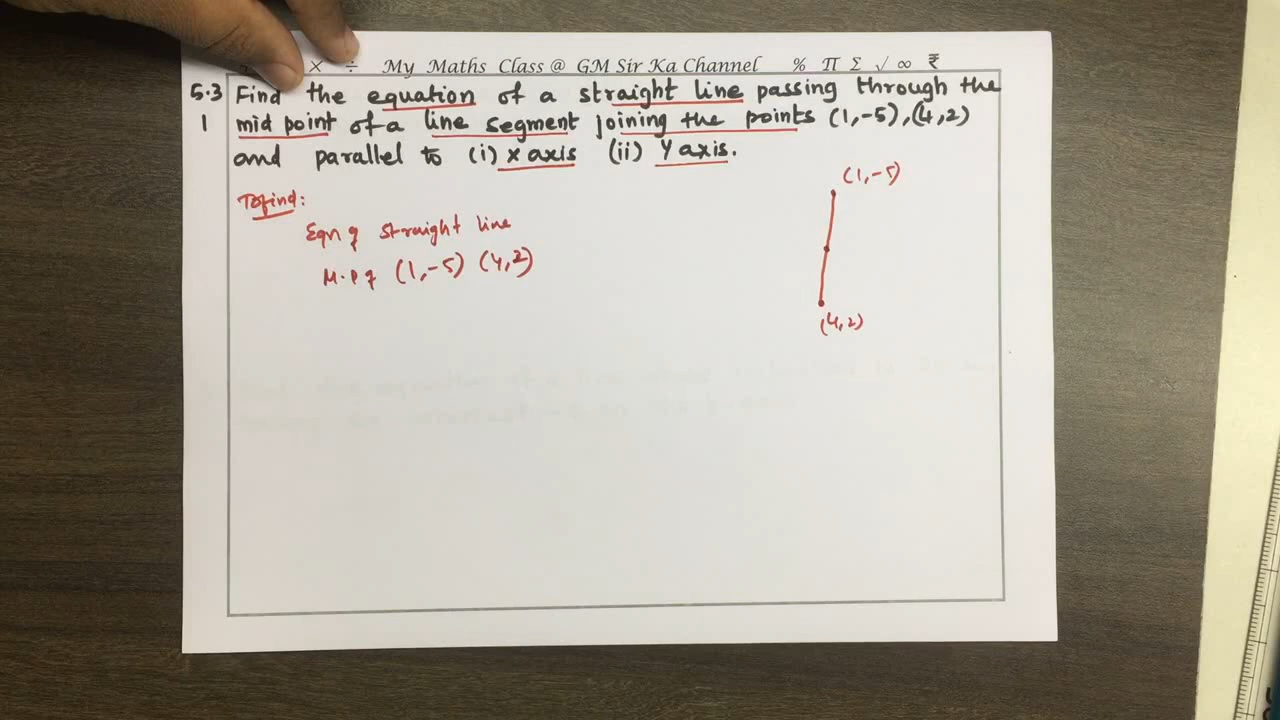 × ÷ My Maths Class @ GM Sir Ka Channel % Π Σ √ ∞ ₹
5.3 Find the equation of a straight line passing through the
1 mid point of a line segment joining the points (1,-5),(4,2)
and parallel to (i) X axis (ii) Y axis.
To find:
Eqn of straight line
M.P of (1,-5) (4,2)
(1,-5)
(4,2)